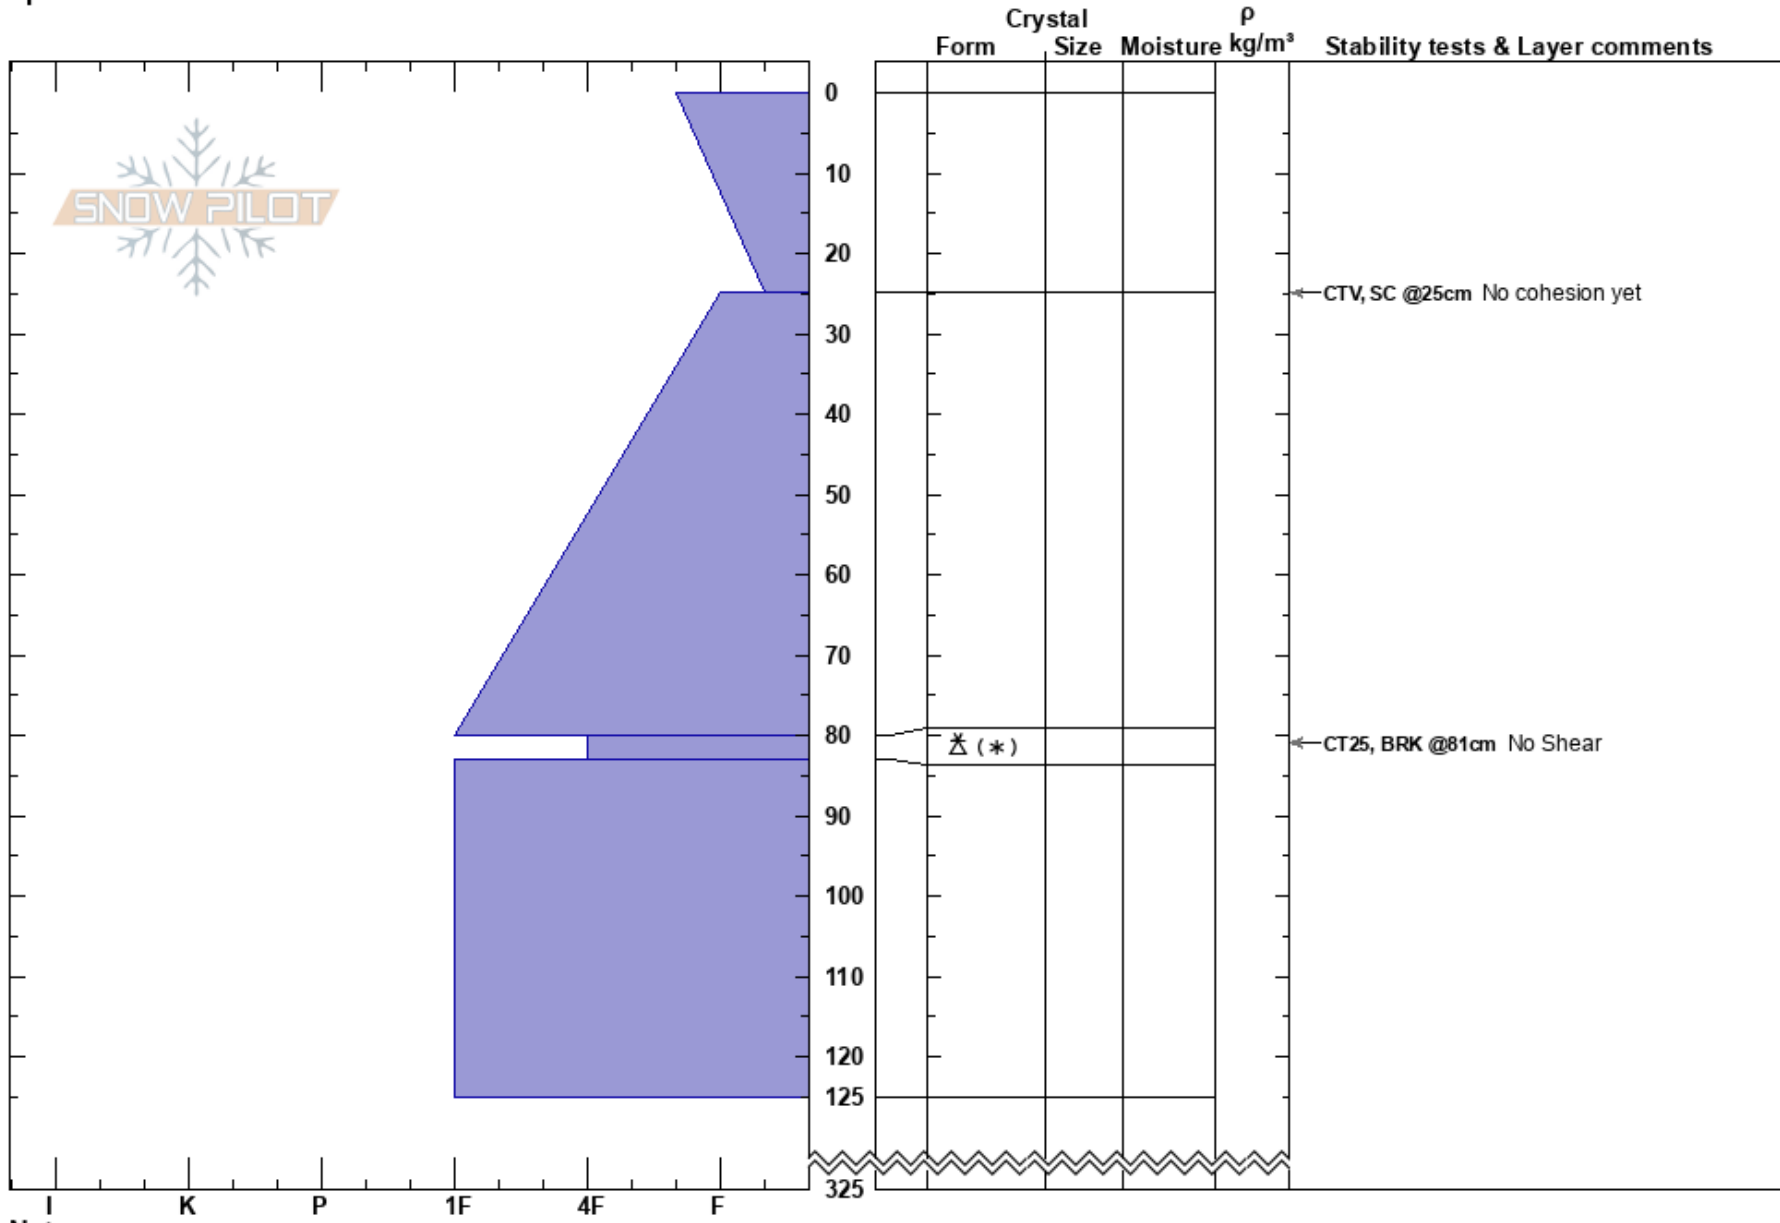 Crystal ρ
Form Size Moisture kg/m³ Stability tests & Layer comments
0
10
SNOW PILOT
20
CTV, SC @25cm No cohesion yet
30
40
50
60
70
80
(*)
CT25, BRK @81cm No Shear
90
100
110
120
125
325
I K P 1F 4F F